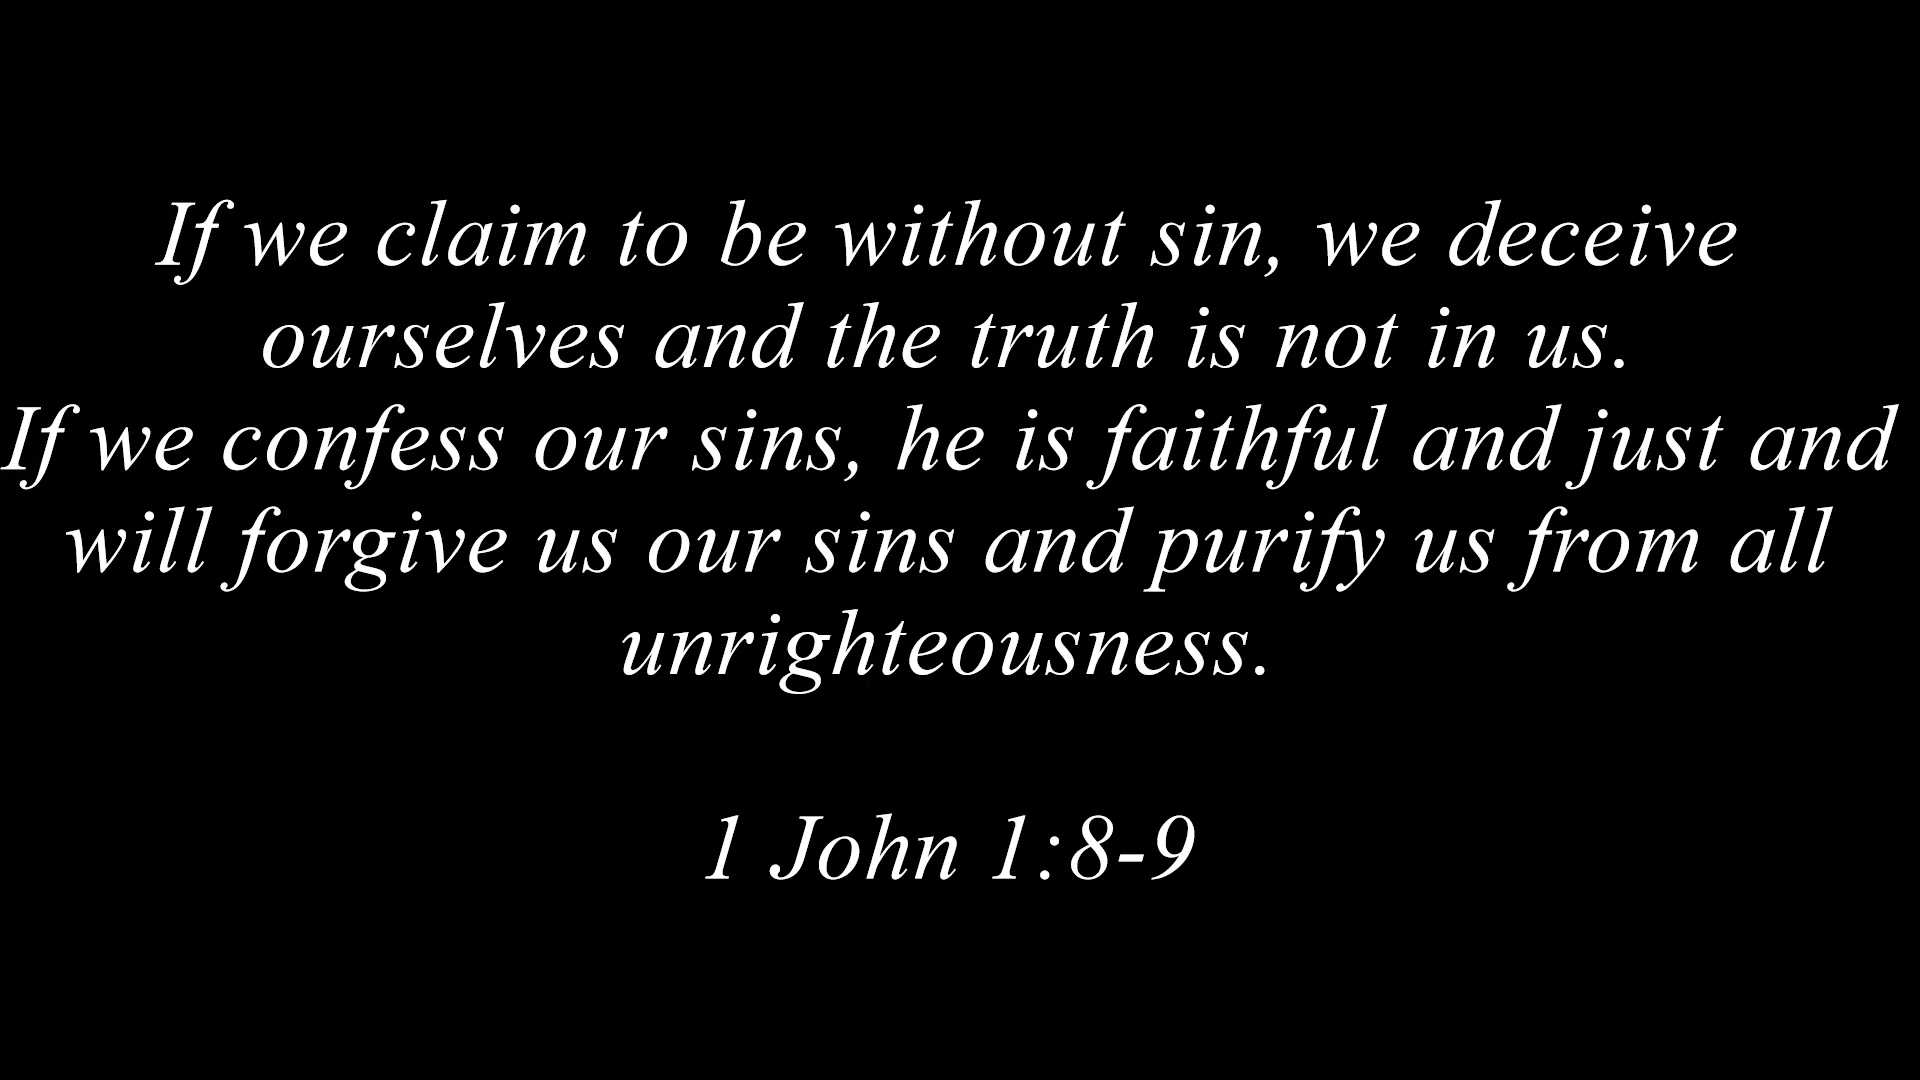 If we claim to be without sin, we deceive
ourselves and the truth is not in us.
If we confess our sins, he is faithful and just and
will forgive us our sins and purify us from all
unrighteousness.
1 John 1:8-9